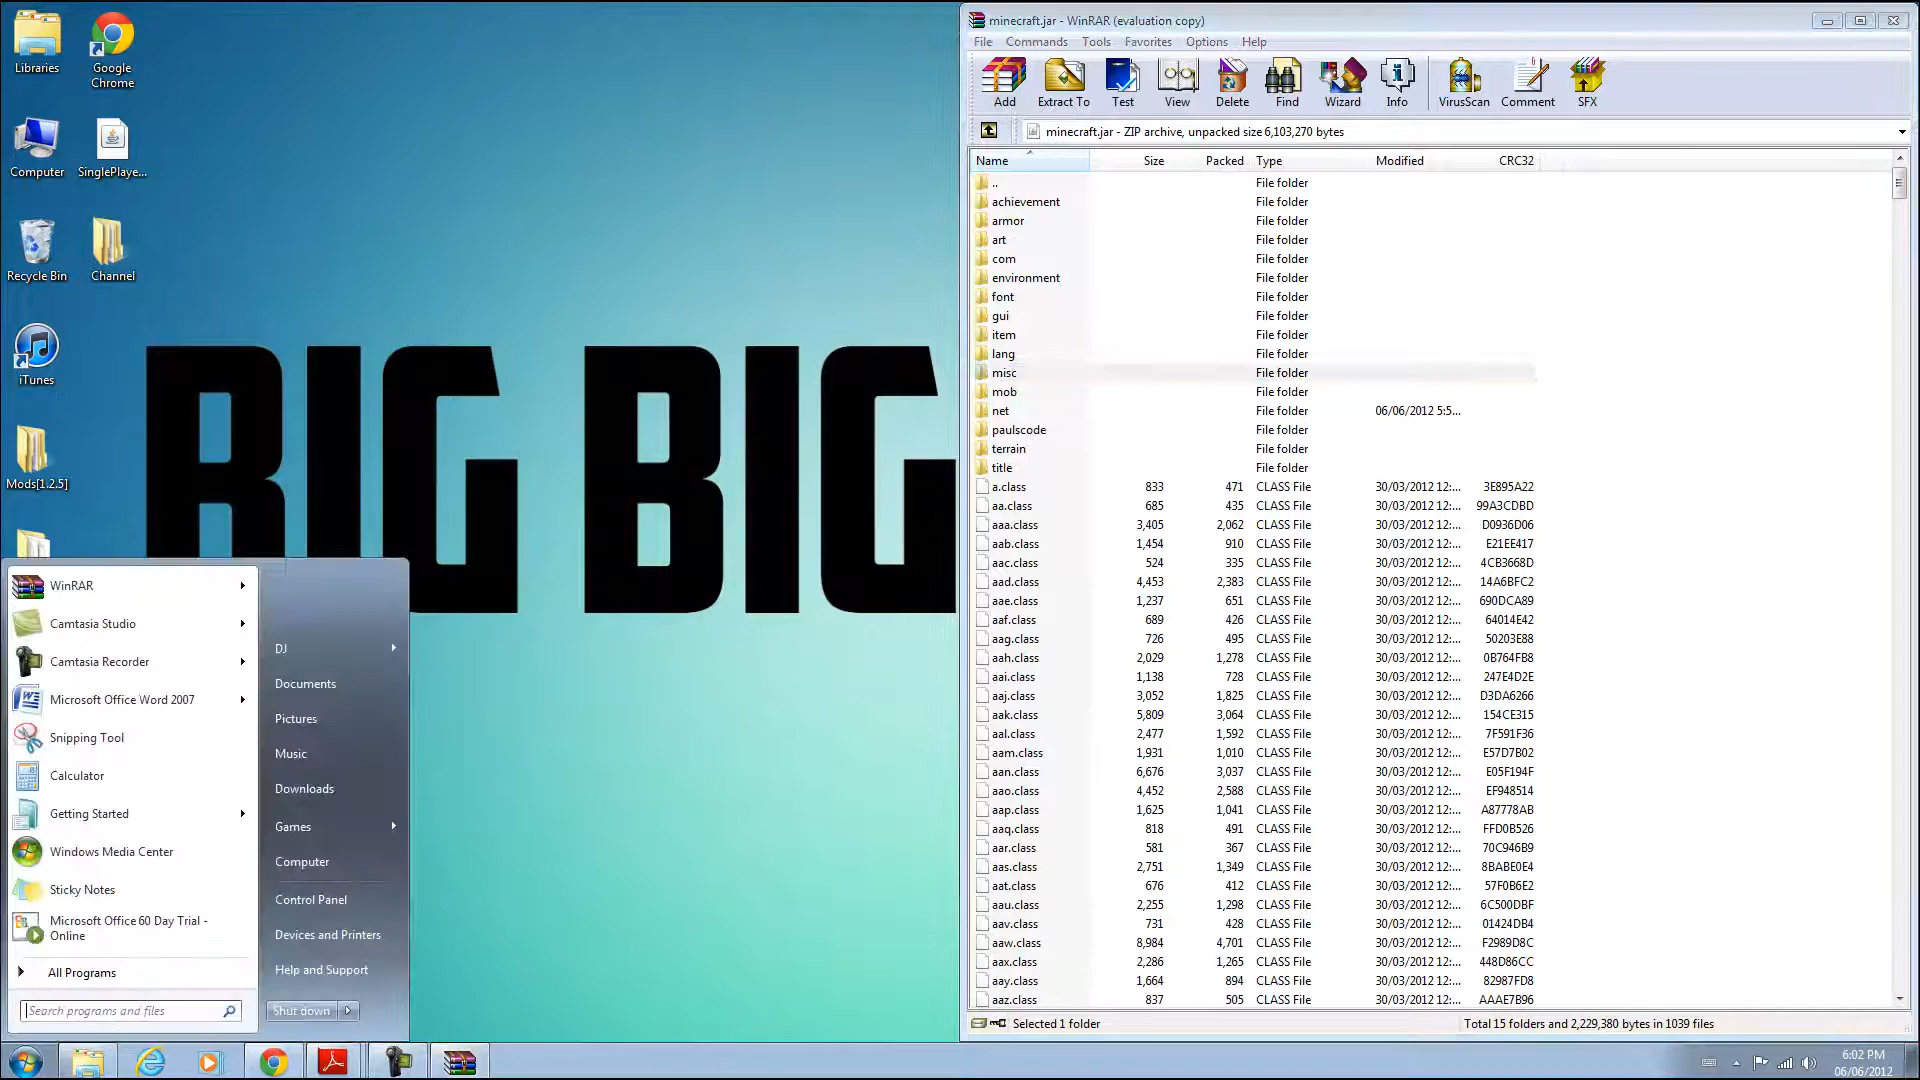 Libraries
Google
Chrome
Computer
SinglePlaye...
Recycle Bin
Channel
iTunes
Mods[1.2.5]
BIG BIG
WinRAR
Camtasia Studio
Camtasia Recorder
Microsoft Office Word 2007
Snipping Tool
Calculator
Getting Started
Windows Media Center
Sticky Notes
Microsoft Office 60 Day Trial -
Online
All Programs
Search programs and files
DJ
Documents
Pictures
Music
Downloads
Games
Computer
Control Panel
Devices and Printers
Help and Support
Shut down
minecraft.jar - WinRAR (evaluation copy)
File Commands Tools Favorites Options Help
Add Extract To Test View Delete Find Wizard Info VirusScan Comment SFX
minecraft.jar - ZIP archive, unpacked size 6,103,270 bytes
Name Size Packed Type Modified CRC32
.. File folder
achievement File folder
armor File folder
art File folder
com File folder
environment File folder
font File folder
gui File folder
item File folder
lang File folder
misc File folder
mob File folder
net File folder 06/06/2012 5:5...
paulscode File folder
terrain File folder
title File folder
a.class 833 471 CLASS File 30/03/2012 12:... 3E895A22
aa.class 685 435 CLASS File 30/03/2012 12:... 99A3CDBD
aaa.class 3,405 2,062 CLASS File 30/03/2012 12:... D0936D06
aab.class 1,454 910 CLASS File 30/03/2012 12:... E21EE417
aac.class 524 335 CLASS File 30/03/2012 12:... 4CB3668D
aad.class 4,453 2,383 CLASS File 30/03/2012 12:... 14A6BFC2
aae.class 1,237 651 CLASS File 30/03/2012 12:... 690DCA89
aaf.class 689 426 CLASS File 30/03/2012 12:... 64014E42
aag.class 726 495 CLASS File 30/03/2012 12:... 50203E88
aah.class 2,029 1,278 CLASS File 30/03/2012 12:... 0B764FB8
aai.class 1,138 728 CLASS File 30/03/2012 12:... 247E4D2E
aaj.class 3,052 1,825 CLASS File 30/03/2012 12:... D3DA6266
aak.class 5,809 3,064 CLASS File 30/03/2012 12:... 154CE315
aal.class 2,477 1,592 CLASS File 30/03/2012 12:... 7F591F36
aam.class 1,931 1,010 CLASS File 30/03/2012 12:... E57D7B02
aan.class 6,676 3,037 CLASS File 30/03/2012 12:... E05F194F
aao.class 4,452 2,588 CLASS File 30/03/2012 12:... EF948514
aap.class 1,625 1,041 CLASS File 30/03/2012 12:... A87778AB
aaq.class 818 491 CLASS File 30/03/2012 12:... FFD0B526
aar.class 581 367 CLASS File 30/03/2012 12:... 70C946B9
aas.class 2,751 1,349 CLASS File 30/03/2012 12:... 8BABE0E4
aat.class 676 412 CLASS File 30/03/2012 12:... 57F0B6E2
aau.class 2,255 1,298 CLASS File 30/03/2012 12:... 6C500DBF
aav.class 731 428 CLASS File 30/03/2012 12:... 01424DB4
aaw.class 8,984 4,701 CLASS File 30/03/2012 12:... F2989D8C
aax.class 2,286 1,265 CLASS File 30/03/2012 12:... 448D86CC
aay.class 1,664 894 CLASS File 30/03/2012 12:... 82987FD8
aaz.class 837 505 CLASS File 30/03/2012 12:... AAAE7B96
Selected 1 folder
Total 15 folders and 2,229,380 bytes in 1039 files
6:02 PM
06/06/2012